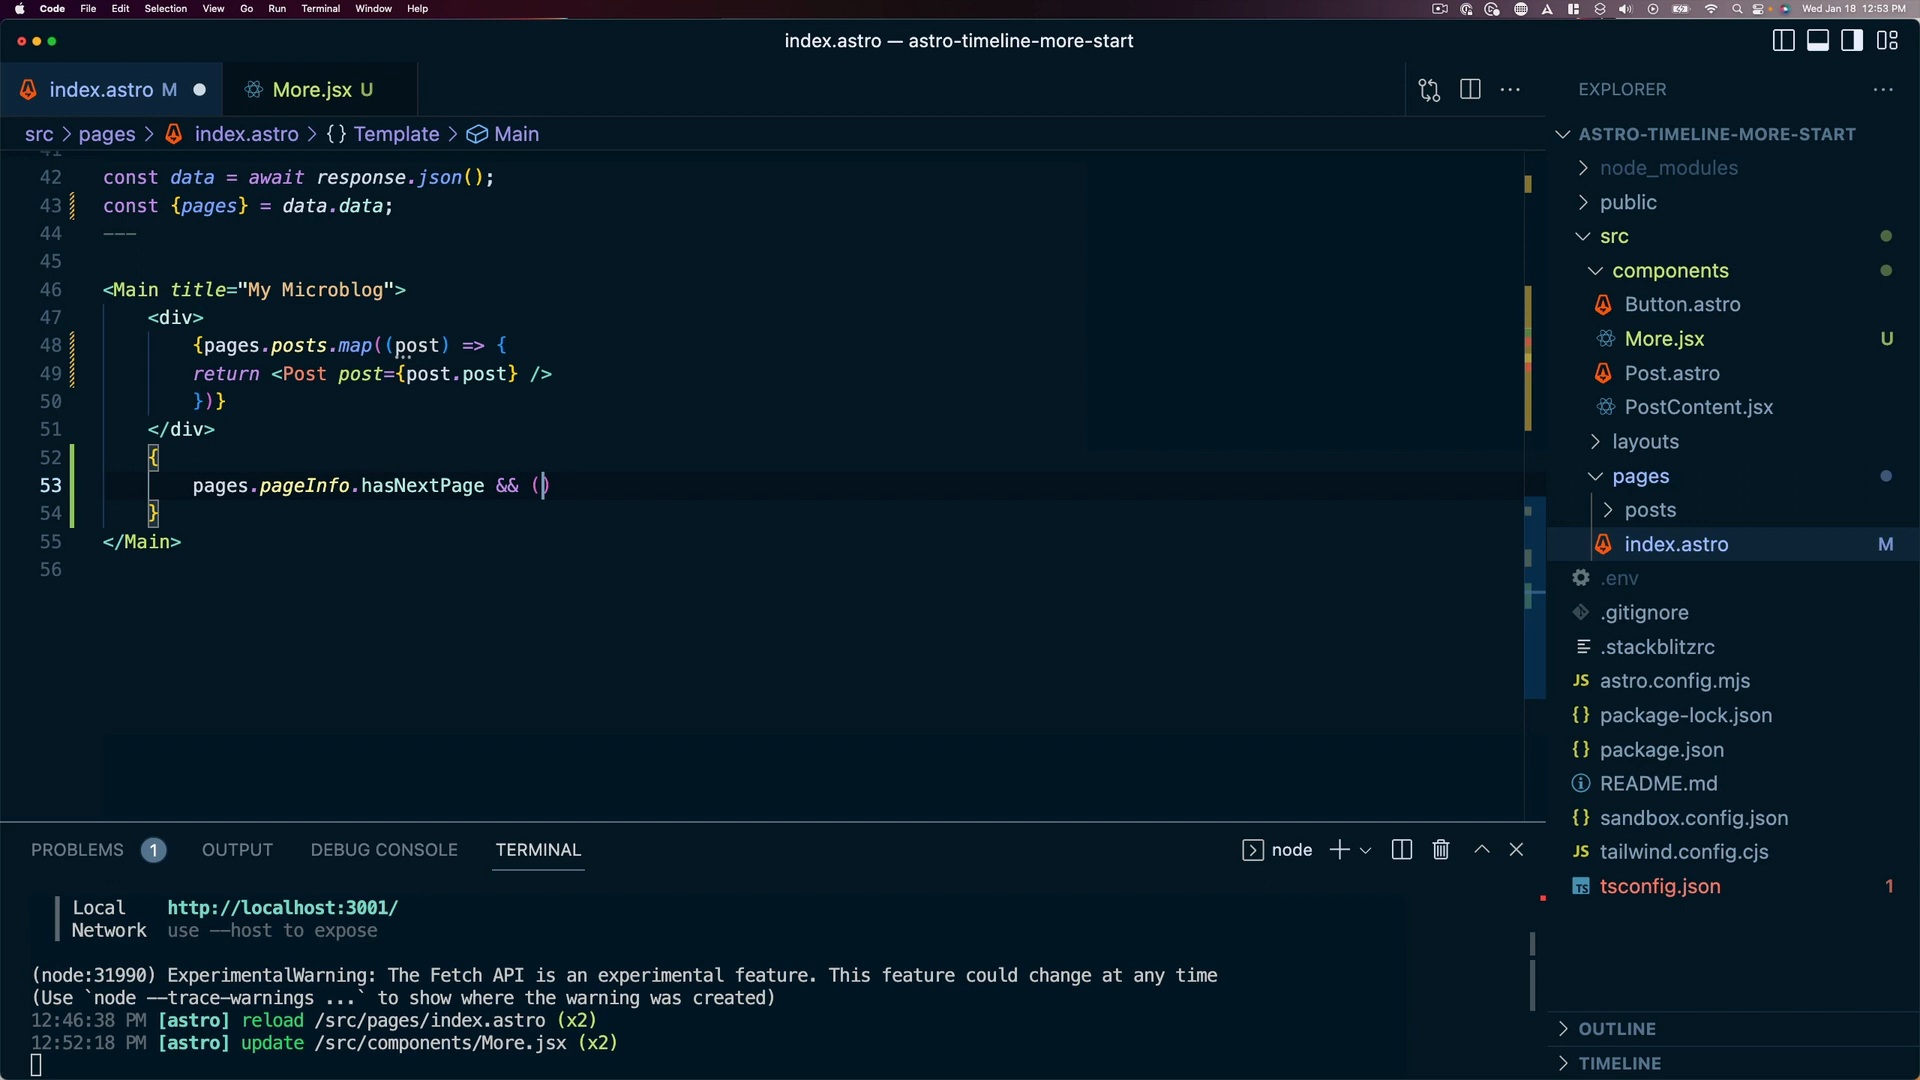 Code File Edit Selection View Go Run Terminal Window Help
Wed Jan 18 12:53 PM
index.astro — astro-timeline-more-start
index.astro M
More.jsx U
src > pages > index.astro > {} Template > Main
41
42 const data = await response.json();
43 const {pages} = data.data;
44 ---
45
46 <Main title="My Microblog">
47 <div>
48 {pages.posts.map((post) => {
49 return <Post post={post.post} />
50 })}
51 </div>
52 {
53 pages.pageInfo.hasNextPage && ()
54 }
55 </Main>
56
EXPLORER
ASTRO-TIMELINE-MORE-START
node_modules
public
src
components
Button.astro
More.jsx U
Post.astro
PostContent.jsx
layouts
pages
posts
index.astro M
.env
.gitignore
.stackblitzrc
JS astro.config.mjs
{} package-lock.json
{} package.json
README.md
{} sandbox.config.json
JS tailwind.config.cjs
TS tsconfig.json 1
OUTLINE
TIMELINE
PROBLEMS 1 OUTPUT DEBUG CONSOLE TERMINAL
node
Local http://localhost:3001/
Network use --host to expose
(node:31990) ExperimentalWarning: The Fetch API is an experimental feature. This feature could change at any time
(Use `node --trace-warnings ...` to show where the warning was created)
12:46:38 PM [astro] reload /src/pages/index.astro (x2)
12:52:18 PM [astro] update /src/components/More.jsx (x2)